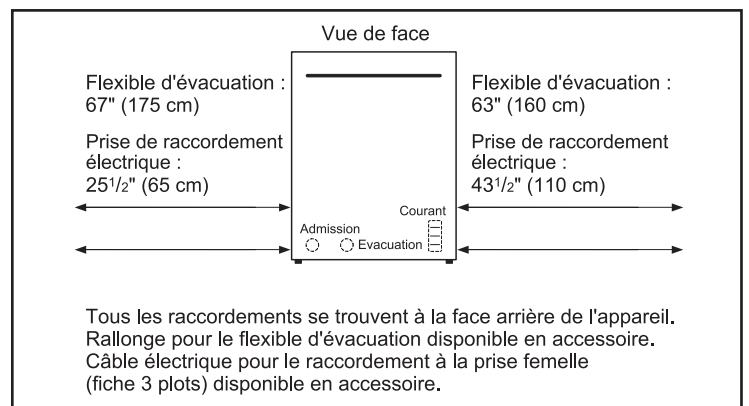 Vue de face
Flexible d'évacuation :
67" (175 cm)
Prise de raccordement
électrique :
25 1/2" (65 cm)
Flexible d'évacuation :
63" (160 cm)
Prise de raccordement
électrique :
43 1/2" (110 cm)
Courant
Admission
Evacuation
Tous les raccordements se trouvent à la face arrière de l'appareil.
Rallonge pour le flexible d'évacuation disponible en accessoire.
Câble électrique pour le raccordement à la prise femelle
(fiche 3 plots) disponible en accessoire.